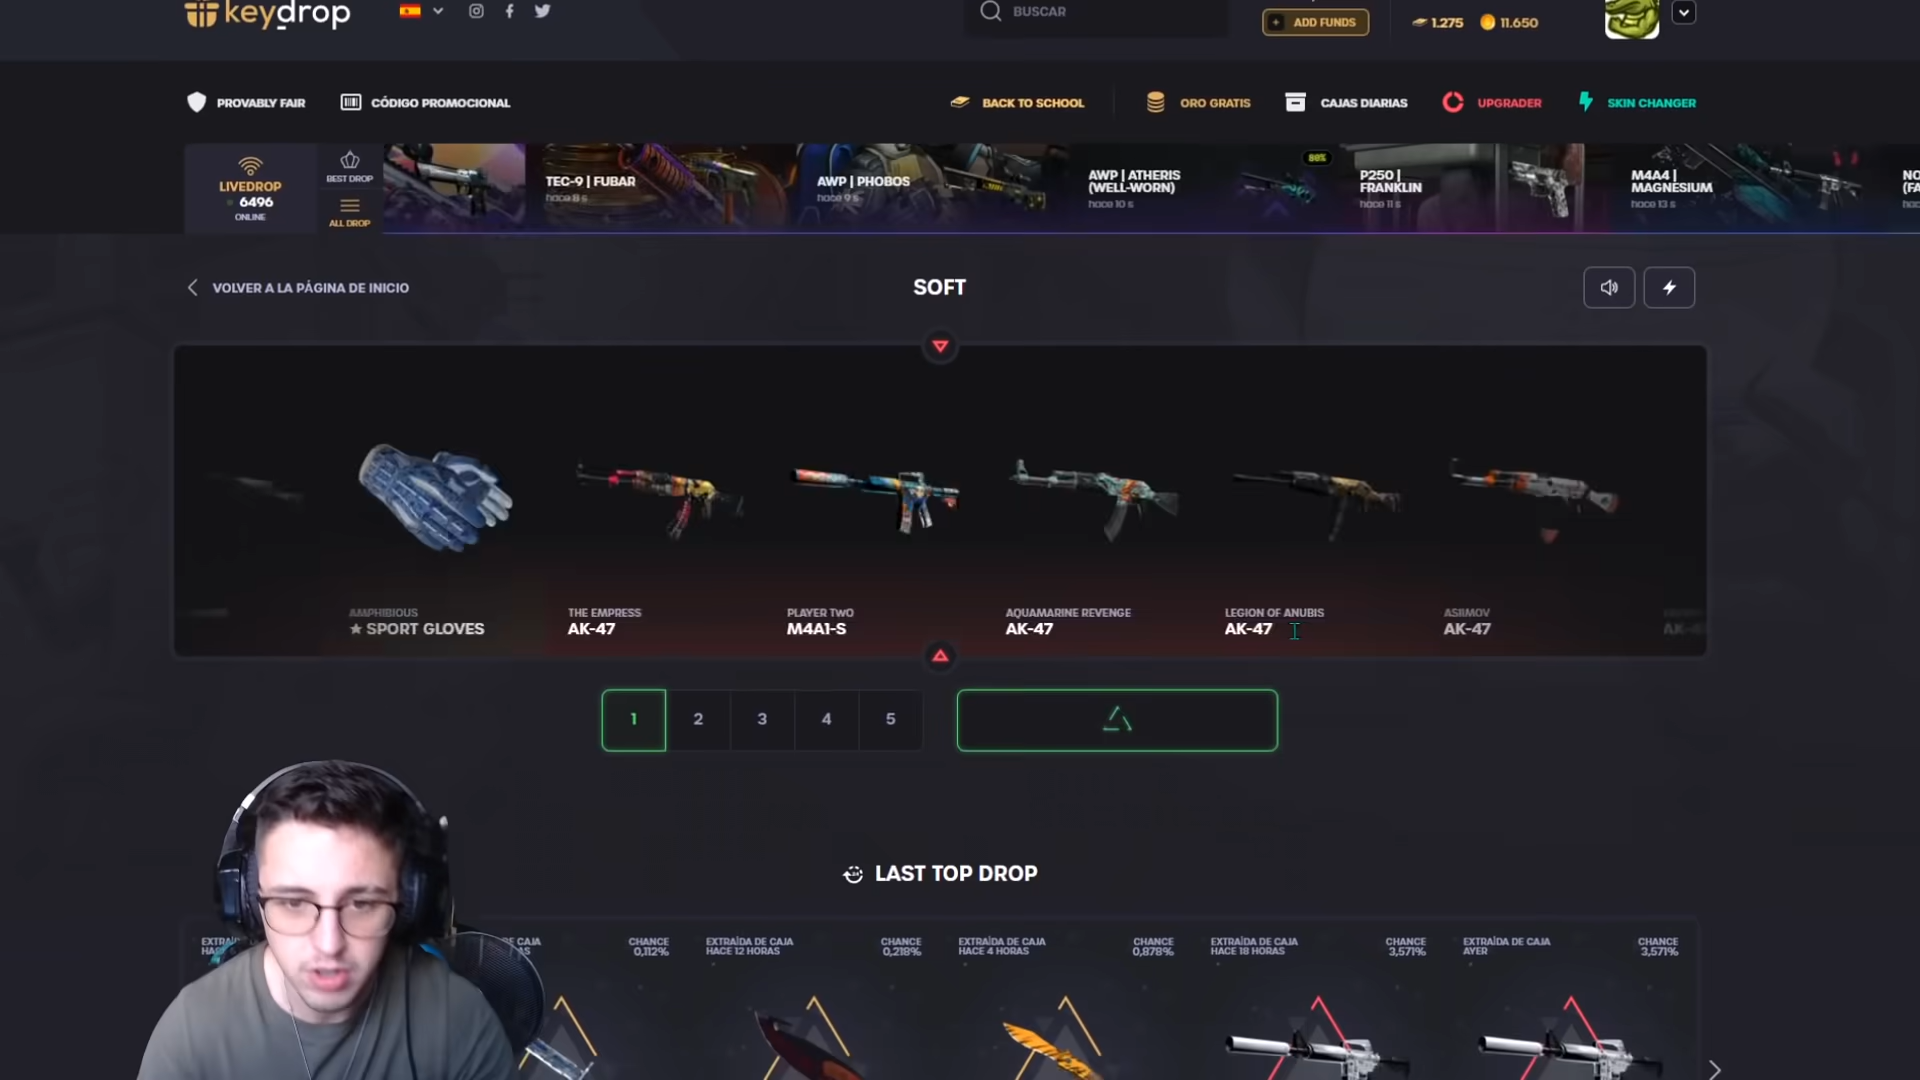 keydrop
BUSCAR
+ ADD FUNDS
1.275
11.650
PROVABLY FAIR
CÓDIGO PROMOCIONAL
BACK TO SCHOOL
ORO GRATIS
CAJAS DIARIAS
UPGRADER
SKIN CHANGER
LIVEDROP
6496
ONLINE
BEST DROP
ALL DROP
TEC-9 | FUBAR
hace 8 s
AWP | PHOBOS
hace 9 s
AWP | ATHERIS
(WELL-WORN)
hace 10 s
80%
P250 |
FRANKLIN
hace 11 s
M4A4 |
MAGNESIUM
hace 13 s
VOLVER A LA PÁGINA DE INICIO
SOFT
AMPHIBIOUS
★ SPORT GLOVES
THE EMPRESS
AK-47
PLAYER TWO
M4A1-S
AQUAMARINE REVENGE
AK-47
LEGION OF ANUBIS
AK-47
ASIIMOV
AK-47
1
2
3
4
5
LAST TOP DROP
CAJA
CHANCE
0,112%
EXTRAÍDA DE CAJA
HACE 12 HORAS
CHANCE
0,218%
EXTRAÍDA DE CAJA
HACE 4 HORAS
CHANCE
0,878%
EXTRAÍDA DE CAJA
HACE 18 HORAS
CHANCE
3,571%
EXTRAÍDA DE CAJA
AYER
CHANCE
3,571%